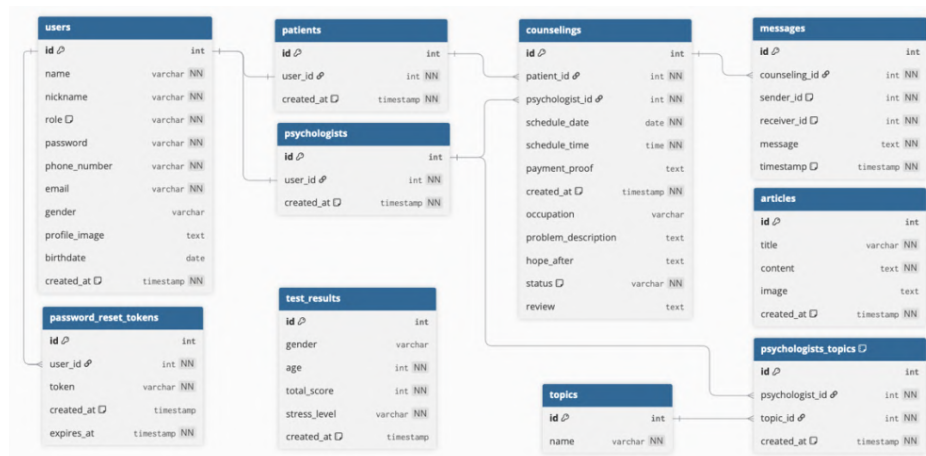 users
id int
name varchar NN
nickname varchar NN
role varchar NN
password varchar NN
phone_number varchar NN
email varchar NN
gender varchar
profile_image text
birthdate date
created_at timestamp NN
password_reset_tokens
id int
user_id int NN
token varchar NN
created_at timestamp
expires_at timestamp NN
patients
id int
user_id int NN
created_at timestamp NN
psychologists
id int
user_id int NN
created_at timestamp NN
test_results
id int
gender varchar
age int NN
total_score int NN
stress_level varchar NN
created_at timestamp
counselings
id int
patient_id int NN
psychologist_id int NN
schedule_date date NN
schedule_time time NN
payment_proof text
created_at timestamp NN
occupation varchar
problem_description text
hope_after text
status varchar NN
review text
topics
id int
name varchar NN
messages
id int
counseling_id int NN
sender_id int NN
receiver_id int NN
message text NN
timestamp timestamp NN
articles
id int
title varchar NN
content text NN
image text
created_at timestamp NN
psychologists_topics
id int
psychologist_id int NN
topic_id int NN
created_at timestamp NN